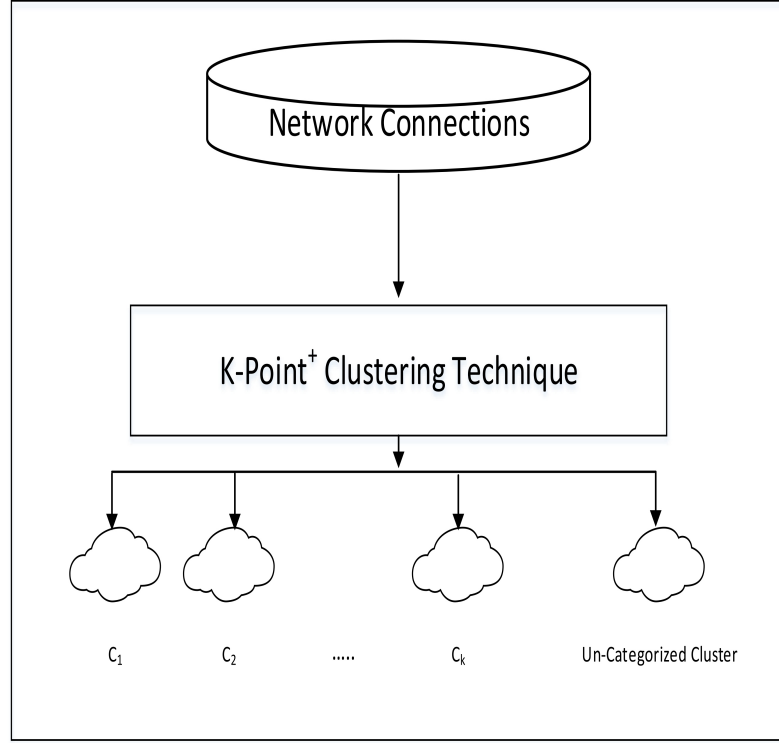 Network Connections
K-Point⁺ Clustering Technique
C₁ C₂ ..... Cₖ Un-Categorized Cluster